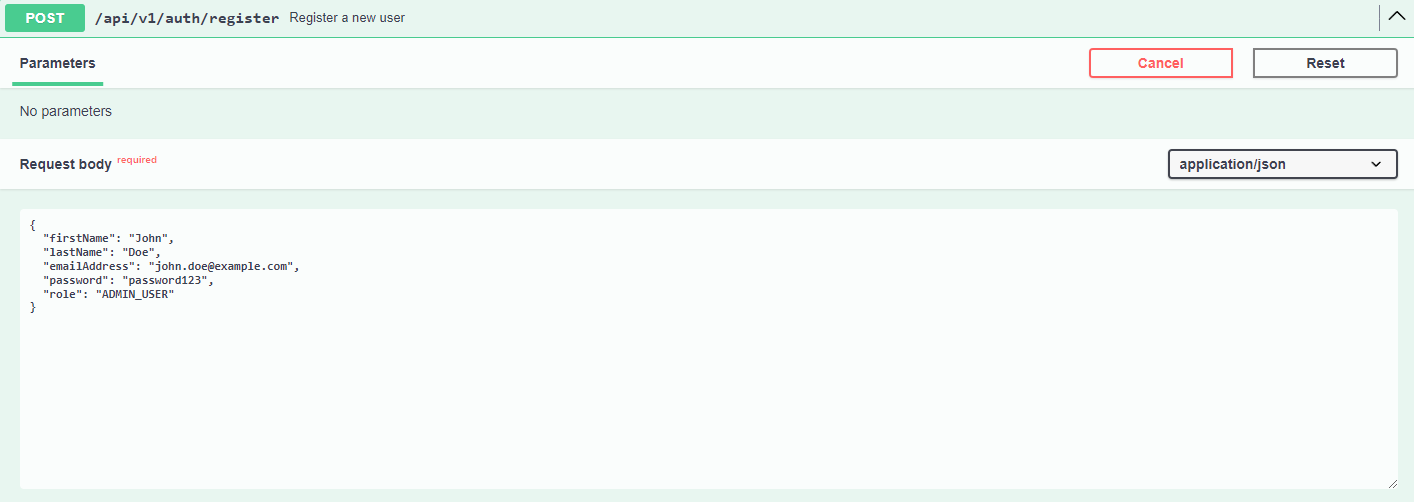 POST /api/v1/auth/register Register a new user
Parameters Cancel Reset
No parameters
Request body required application/json
{
  "firstName": "John",
  "lastName": "Doe",
  "emailAddress": "john.doe@example.com",
  "password": "password123",
  "role": "ADMIN_USER"
}